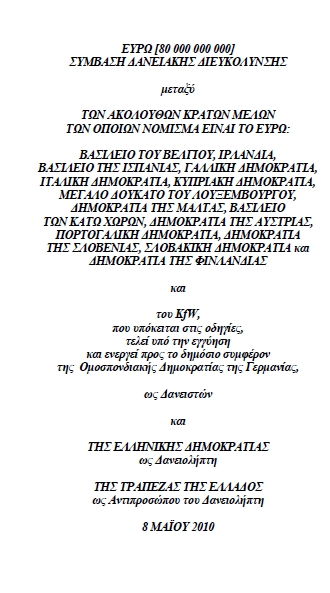 ΕΥΡΩ [80 000 000 000]
ΣΥΜΒΑΣΗ ΔΑΝΕΙΑΚΗΣ ΔΙΕΥΚΟΛΥΝΣΗΣ
μεταξύ
ΤΩΝ ΑΚΟΛΟΥΘΩΝ ΚΡΑΤΩΝ ΜΕΛΩΝ
ΤΩΝ ΟΠΟΙΩΝ ΝΟΜΙΣΜΑ ΕΙΝΑΙ ΤΟ ΕΥΡΩ:
ΒΑΣΙΛΕΙΟ ΤΟΥ ΒΕΛΓΙΟΥ, ΙΡΛΑΝΔΙΑ,
ΒΑΣΙΛΕΙΟ ΤΗΣ ΙΣΠΑΝΙΑΣ, ΓΑΛΛΙΚΗ ΔΗΜΟΚΡΑΤΙΑ,
ΙΤΑΛΙΚΗ ΔΗΜΟΚΡΑΤΙΑ, ΚΥΠΡΙΑΚΗ ΔΗΜΟΚΡΑΤΙΑ,
ΜΕΓΑΛΟ ΔΟΥΚΑΤΟ ΤΟΥ ΛΟΥΞΕΜΒΟΥΡΓΟΥ,
ΔΗΜΟΚΡΑΤΙΑ ΤΗΣ ΜΑΛΤΑΣ, ΒΑΣΙΛΕΙΟ
ΤΩΝ ΚΑΤΩ ΧΩΡΩΝ, ΔΗΜΟΚΡΑΤΙΑ ΤΗΣ ΑΥΣΤΡΙΑΣ,
ΠΟΡΤΟΓΑΛΙΚΗ ΔΗΜΟΚΡΑΤΙΑ, ΔΗΜΟΚΡΑΤΙΑ
ΤΗΣ ΣΛΟΒΕΝΙΑΣ, ΣΛΟΒΑΚΙΚΗ ΔΗΜΟΚΡΑΤΙΑ και
ΔΗΜΟΚΡΑΤΙΑ ΤΗΣ ΦΙΝΛΑΝΔΙΑΣ
και
του KfW,
που υπόκειται στις οδηγίες,
τελεί υπό την εγγύηση
και ενεργεί προς το δημόσιο συμφέρον
της Ομοσπονδιακής Δημοκρατίας της Γερμανίας,
ως Δανειστών
και
ΤΗΣ ΕΛΛΗΝΙΚΗΣ ΔΗΜΟΚΡΑΤΙΑΣ
ως Δανειολήπτη
ΤΗΣ ΤΡΑΠΕΖΑΣ ΤΗΣ ΕΛΛΑΔΟΣ
ως Αντιπροσώπου του Δανειολήπτη
8 ΜΑΪΟΥ 2010